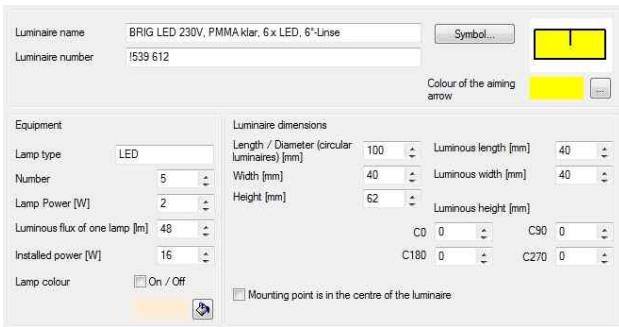 Luminaire name BRIG LED 230V, PMMA klar, 6 x LED, 6°-Linse Symbol...
Luminaire number !539 612
Colour of the aiming
arrow ...
Equipment Luminaire dimensions
Lamp type LED
Length / Diameter (circular
luminaires) [mm] 100 Luminous length [mm] 40
Number 5 Width [mm] 40 Luminous width [mm] 40
Lamp Power [W] 2 Height [mm] 62
Luminous height [mm]
Luminous flux of one lamp [lm] 48 C0 0 C90 0
Installed power [W] 16 C180 0 C270 0
Lamp colour On / Off
Mounting point is in the centre of the luminaire